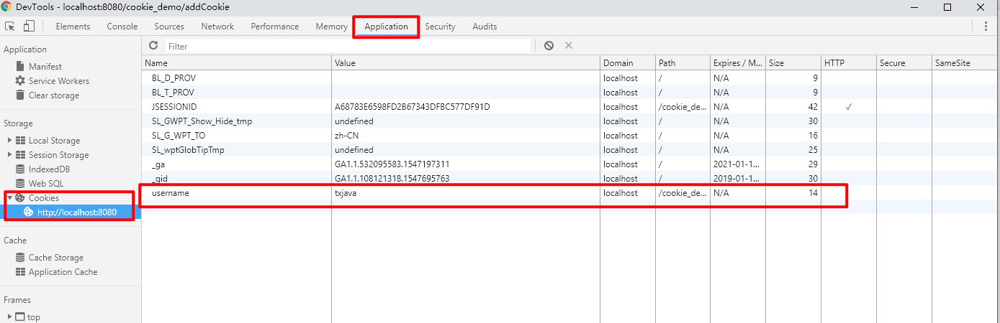 DevTools - localhost:8080/cookie_demo/addCookie
Elements Console Sources Network Performance Memory Application Security Audits
Application
Manifest
Service Workers
Clear storage
Storage
Local Storage
Session Storage
IndexedDB
Web SQL
Cookies
http://localhost:8080
Cache
Cache Storage
Application Cache
Frames
top
Filter
Name Value Domain Path Expires / M... Size HTTP Secure SameSite
BL_D_PROV localhost / N/A 9
BL_T_PROV localhost / N/A 9
JSESSIONID A68783E6598FD2B67343DFBC577DF91D localhost /cookie_de... N/A 42 ✓
SL_GWPT_Show_Hide_tmp undefined localhost / N/A 30
SL_G_WPT_TO zh-CN localhost / N/A 16
SL_wptGlobTipTmp undefined localhost / N/A 25
_ga GA1.1.532095583.1547197311 localhost / 2021-01-1... 29
_gid GA1.1.108121318.1547695763 localhost / 2019-01-1... 30
username txjava localhost /cookie_de... N/A 14